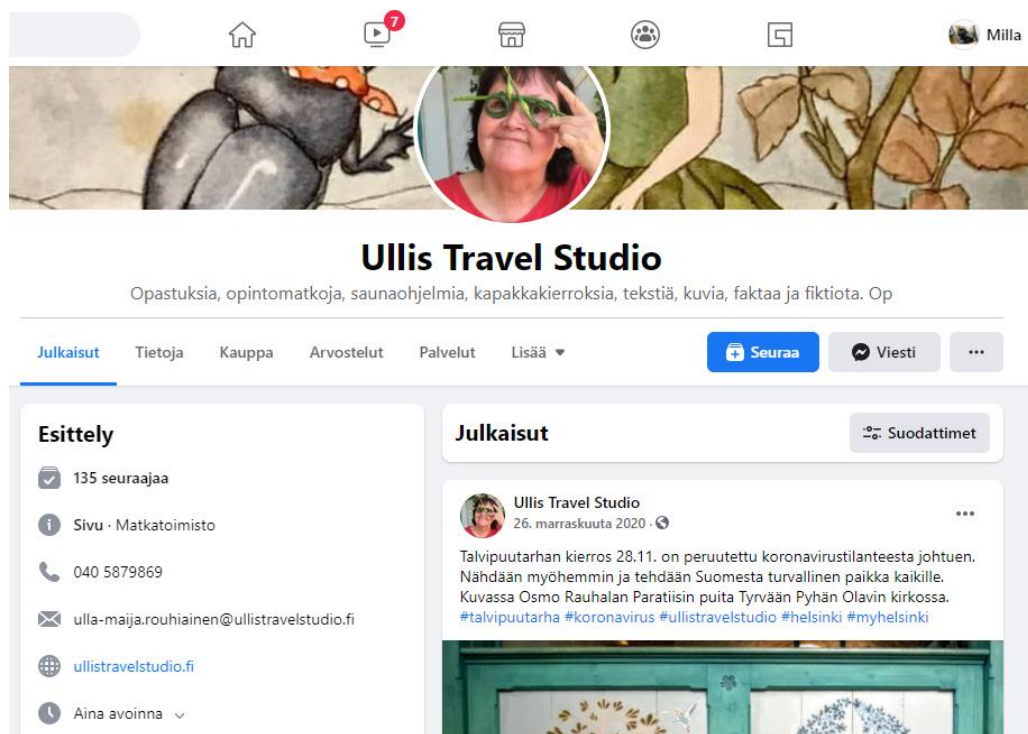 7
Milla
Ullis Travel Studio
Opastuksia, opintomatkoja, saunaohjelmia, kapakkakierroksia, tekstiä, kuvia, faktaa ja fiktiota. Op
Julkaisut Tietoja Kauppa Arvostelut Palvelut Lisää
Seuraa Viesti
Esittely
135 seuraajaa
Sivu · Matkatoimisto
040 5879869
ulla-maija.rouhiainen@ullistravelstudio.fi
ullistravelstudio.fi
Aina avoinna
Julkaisut
Suodattimet
Ullis Travel Studio
26. marraskuuta 2020 ·
Talvipuutarhan kierros 28.11. on peruutettu koronavirustilanteesta johtuen.
Nähdään myöhemmin ja tehdään Suomesta turvallinen paikka kaikille.
Kuvassa Osmo Rauhalan Paratiisin puita Tyrvään Pyhän Olavin kirkossa.
#talvipuutarha #koronavirus #ullistravelstudio #helsinki #myhelsinki